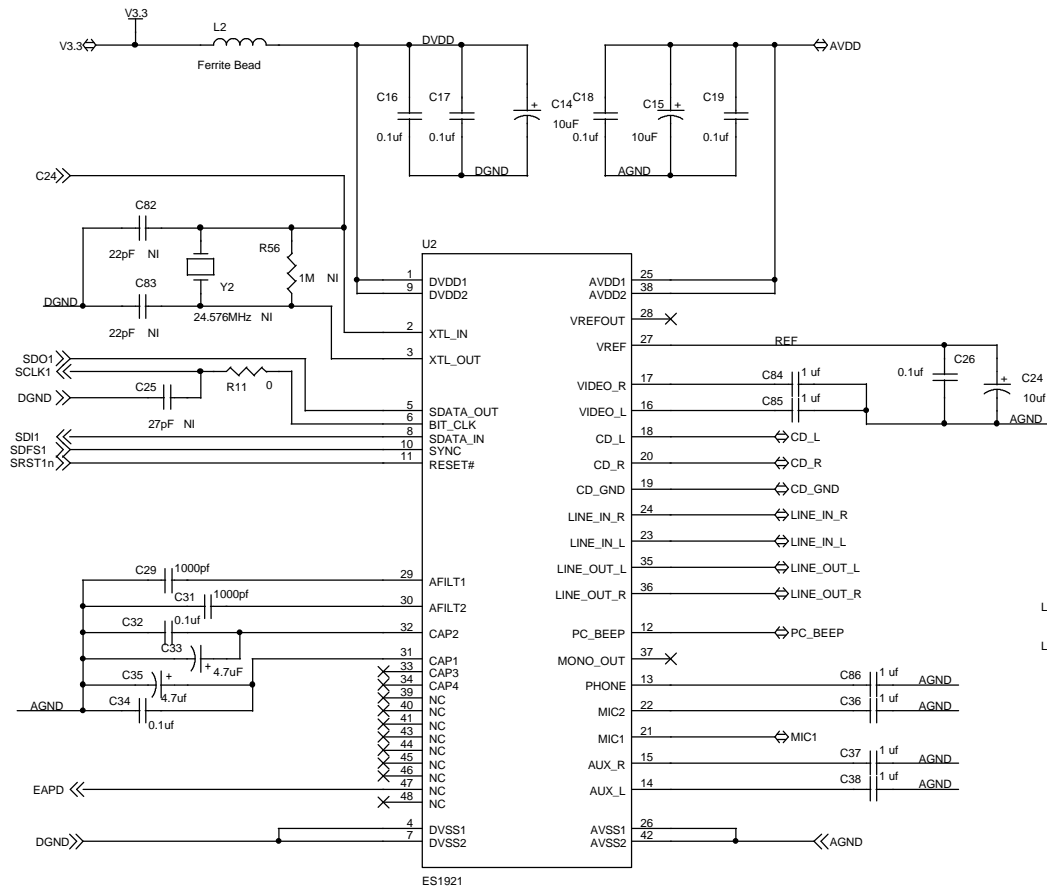 V3.3
L2
V3.3
DVDD
AVDD
Ferrite Bead
C16
C17
C14
C18
C15
C19
0.1uf
0.1uf
10uF
0.1uf
10uF
0.1uf
DGND
AGND
C24
C82
22pF NI
R56
1M NI
Y2
24.576MHz NI
C83
22pF NI
DGND
SDO1
SCLK1
R11 0
C25
27pF NI
DGND
SDI1
SDFS1
SRST1n
C29
1000pf
C31
1000pf
C32
0.1uf
C33
4.7uF
C35
4.7uf
C34
0.1uf
AGND
EAPD
DGND
U2
1 DVDD1
9 DVDD2
2 XTL_IN
3 XTL_OUT
5 SDATA_OUT
6 BIT_CLK
8 SDATA_IN
10 SYNC
11 RESET#
29 AFILT1
30 AFILT2
32 CAP2
31 CAP1
33 CAP3
34 CAP4
39 NC
40 NC
41 NC
43 NC
44 NC
45 NC
46 NC
47 NC
48 NC
4 DVSS1
7 DVSS2
AVDD1 25
AVDD2 38
VREFOUT 28
VREF 27
VIDEO_R 17
VIDEO_L 16
CD_L 18
CD_R 20
CD_GND 19
LINE_IN_R 24
LINE_IN_L 23
LINE_OUT_L 35
LINE_OUT_R 36
PC_BEEP 12
MONO_OUT 37
PHONE 13
MIC2 22
MIC1 21
AUX_R 15
AUX_L 14
AVSS1 26
AVSS2 42
ES1921
REF
C26
0.1uf
C24
10uf
C84 1 uf
C85 1 uf
AGND
CD_L
CD_R
CD_GND
LINE_IN_R
LINE_IN_L
LINE_OUT_L
LINE_OUT_R
PC_BEEP
C86 1 uf AGND
C36 1 uf AGND
MIC1
C37 1 uf AGND
C38 1 uf AGND
AGND
L
L